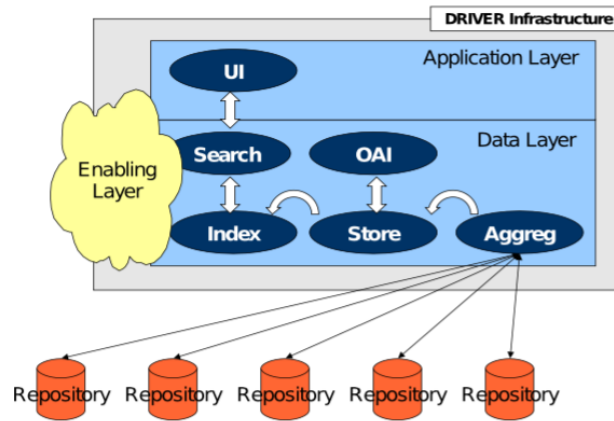 DRIVER Infrastructure
Application Layer
UI
Data Layer
Enabling
Layer
Search
OAI
Index
Store
Aggreg
Repository
Repository
Repository
Repository
Repository